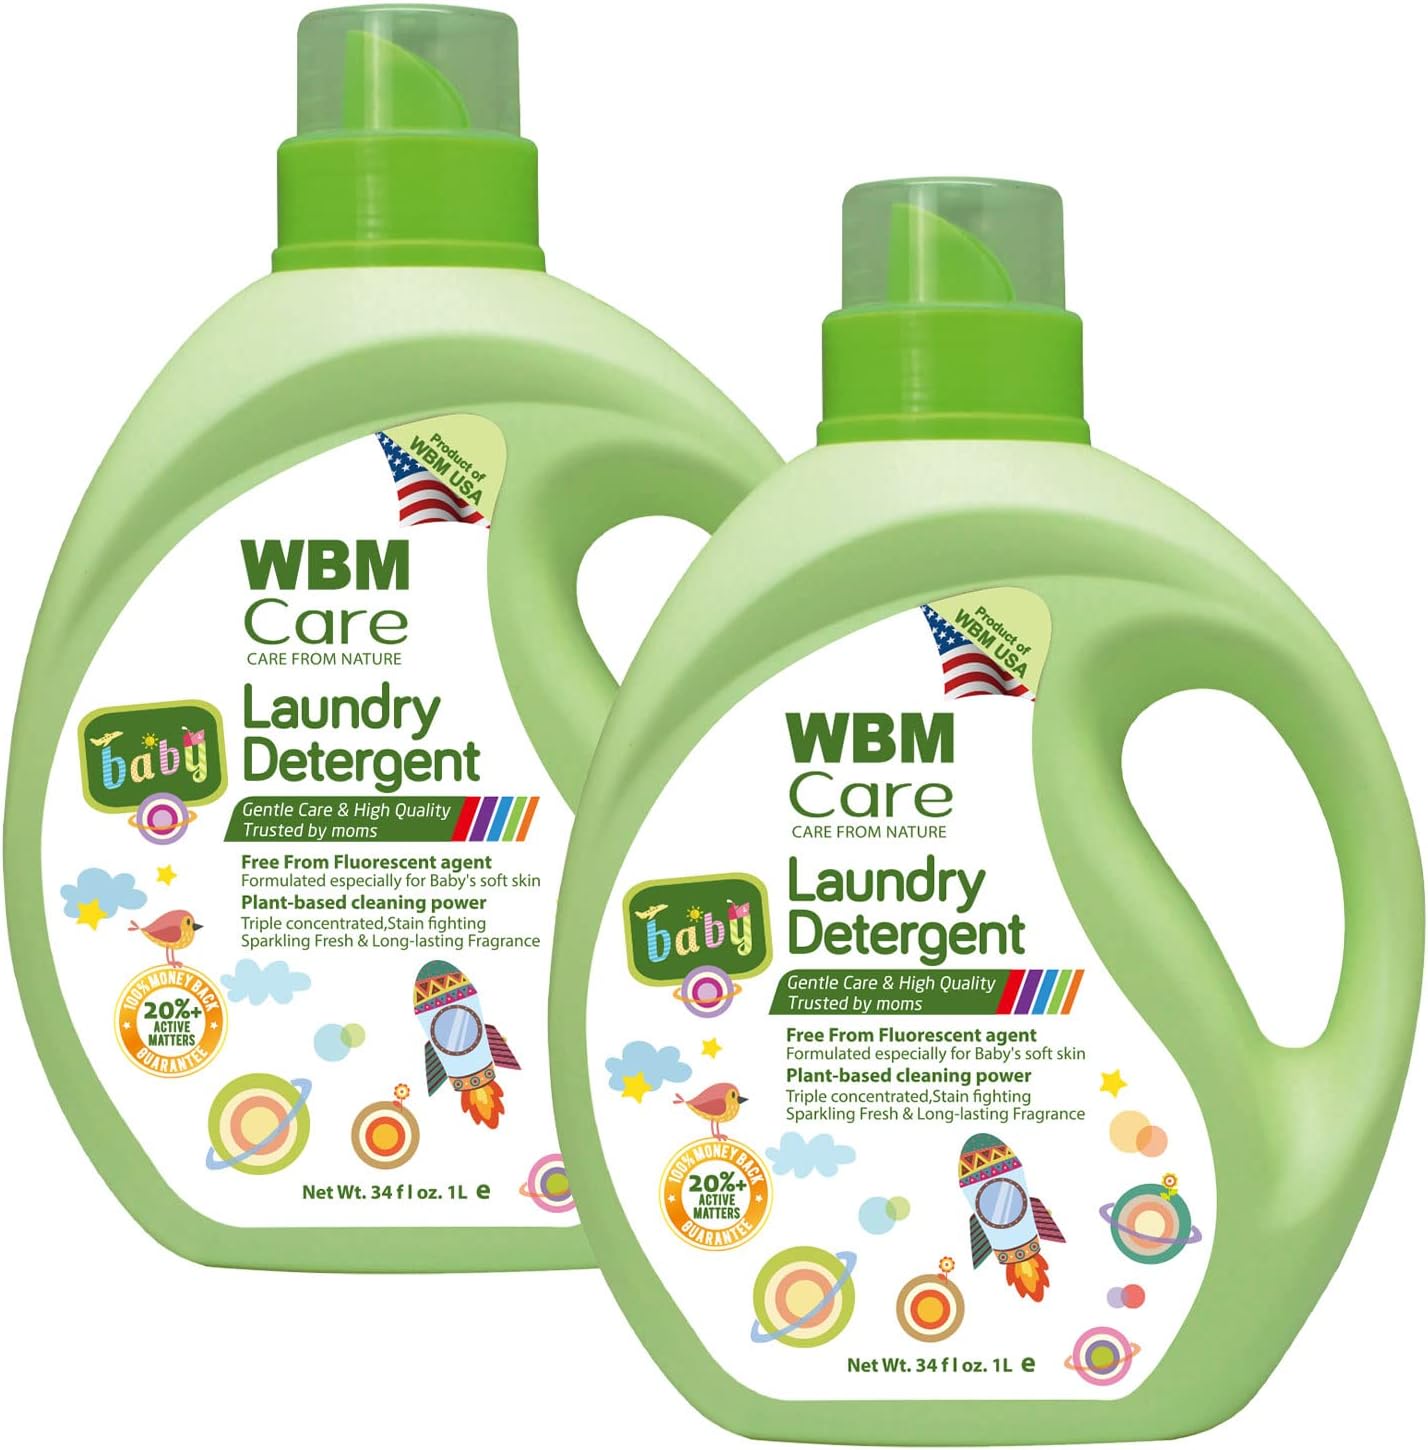 Product of
WBM USA
WBM
Care
CARE FROM NATURE
baby
Laundry
Detergent
Gentle Care & High Quality
Trusted by moms
Free From Fluorescent agent
Formulated especially for Baby's soft skin
Plant-based cleaning power
Triple concentrated,Stain fighting
Sparkling Fresh & Long-lasting Fragrance
100% MONEY BACK
20%+
ACTIVE
MATTERS
GUARANTEE
Net Wt. 34 fl oz. 1L e
Product of
WBM USA
WBM
Care
CARE FROM NATURE
baby
Laundry
Detergent
Gentle Care & High Quality
Trusted by moms
Free From Fluorescent agent
Formulated especially for Baby's soft skin
Plant-based cleaning power
Triple concentrated,Stain fighting
Sparkling Fresh & Long-lasting Fragrance
100% MONEY BACK
20%+
ACTIVE
MATTERS
GUARANTEE
Net Wt. 34 fl oz. 1L e